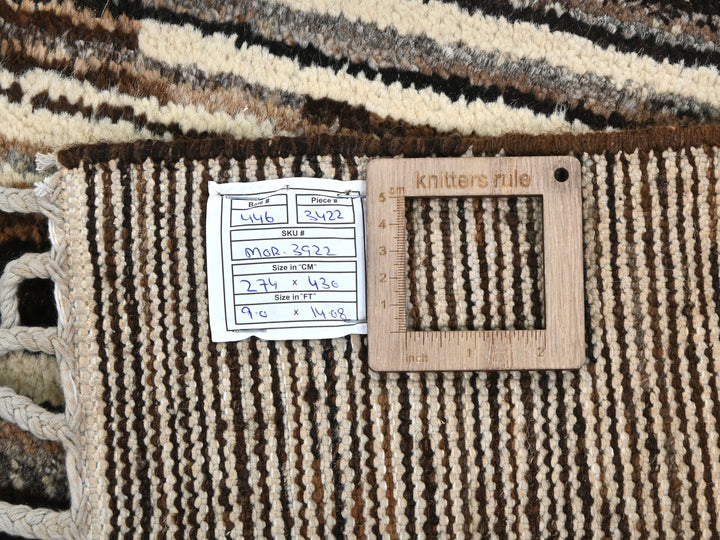 Bale #
Piece #
446
3422
SKU #
MOR-3922
Size in "CM"
274 x 430
Size in "FT"
9.0 x 14.08
knitters rule
cm
5
4
3
2
1
inch 1 2